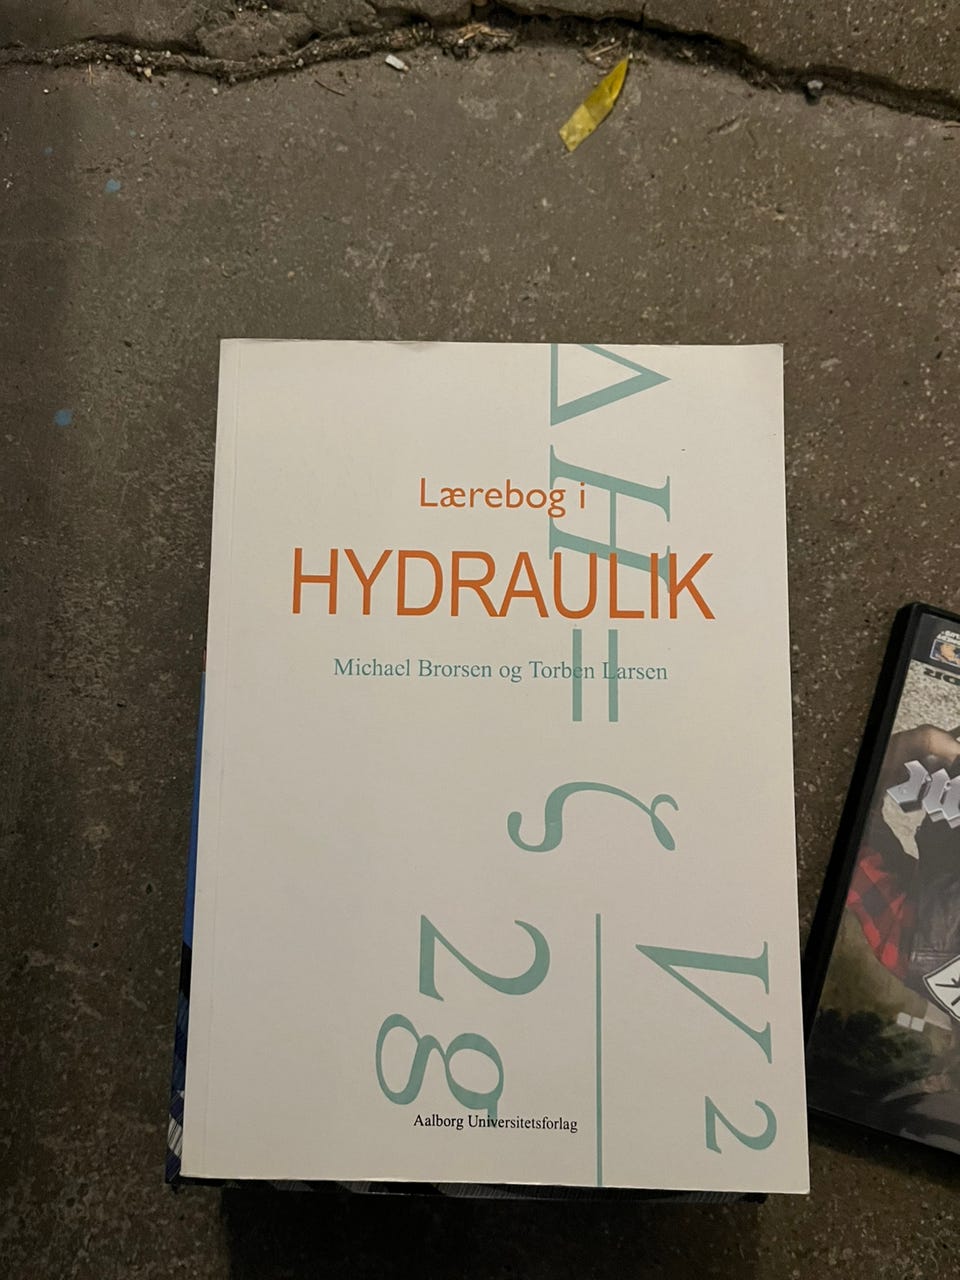 Lærebog i
HYDRAULIK
Michael Brorsen og Torben Larsen
ΔH = ζ V² / 2g
Aalborg Universitetsforlag